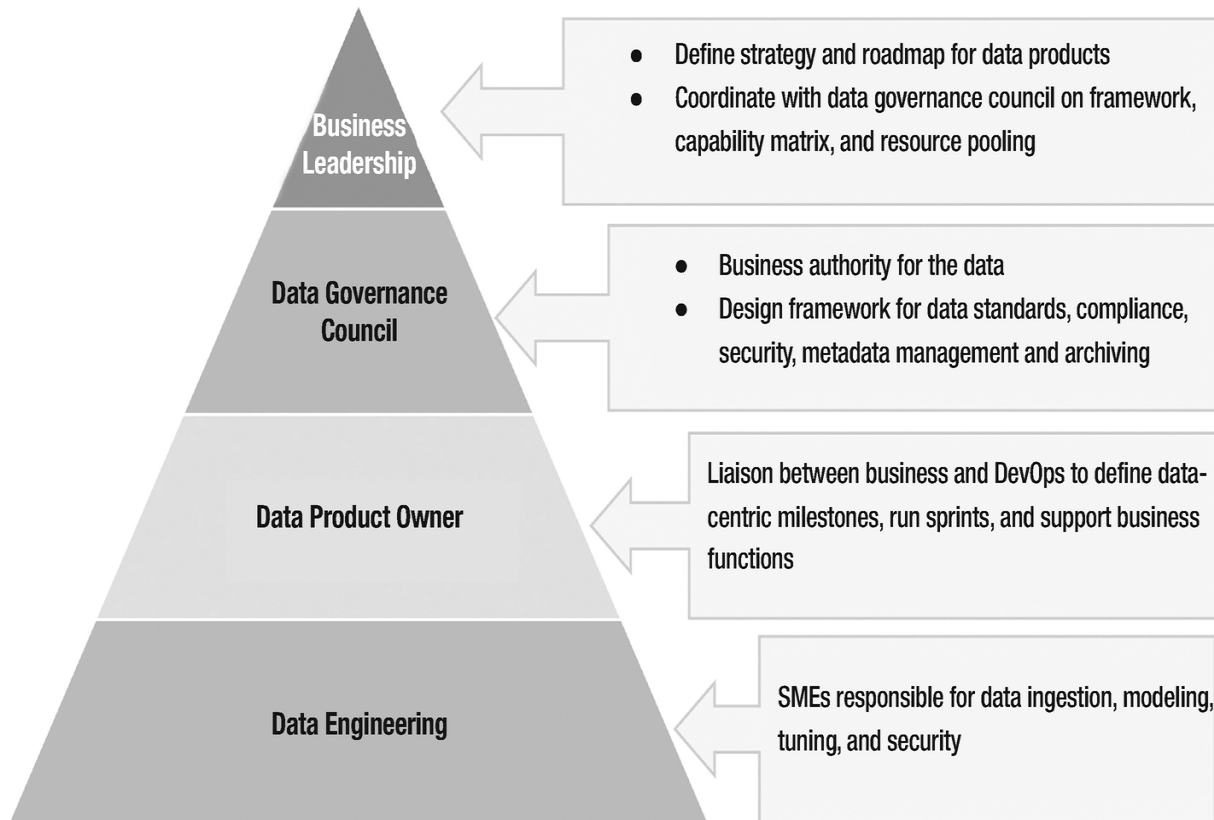 Business
Leadership
● Define strategy and roadmap for data products
● Coordinate with data governance council on framework,
capability matrix, and resource pooling
Data Governance
Council
● Business authority for the data
● Design framework for data standards, compliance,
security, metadata management and archiving
Data Product Owner
Liaison between business and DevOps to define data-
centric milestones, run sprints, and support business
functions
Data Engineering
SMEs responsible for data ingestion, modeling,
tuning, and security